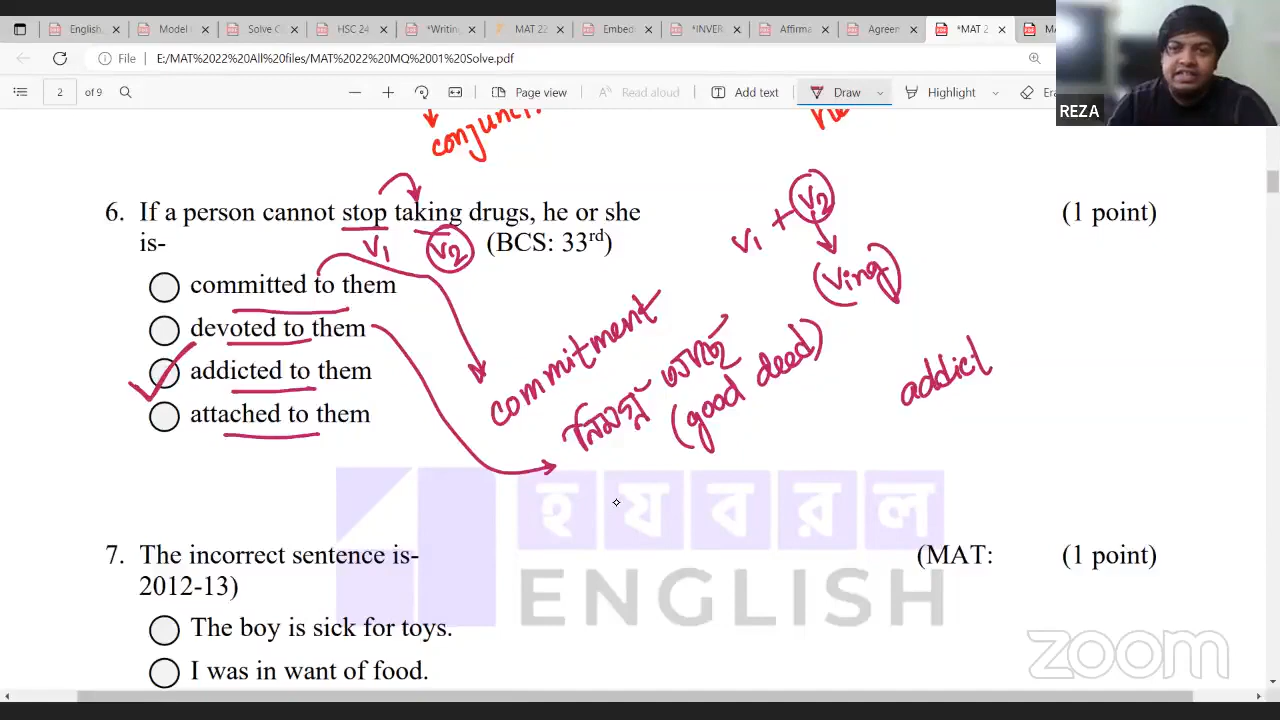 English,
Model
Solve C
HSC 24
*Writing
MAT 22
Embed
*INVER
Affirma
Agreen
*MAT 2
MA
File
E:/MAT%2022%20All%20files/MAT%2022%20MQ%2001%20Solve.pdf
2 of 9
Page view
Read aloud
Add text
Draw
Highlight
Era
REZA
6. If a person cannot stop taking drugs, he or she (1 point)
is- (BCS: 33rd)
V1 V2
V1 + V2
(Ving)
committed to them
devoted to them
addicted to them
attached to them
commitment
নিমগ্ন
(good deed)
addict
হ য ব র ল
ENGLISH
7. The incorrect sentence is- (MAT: (1 point)
2012-13)
The boy is sick for toys.
I was in want of food.
zoom